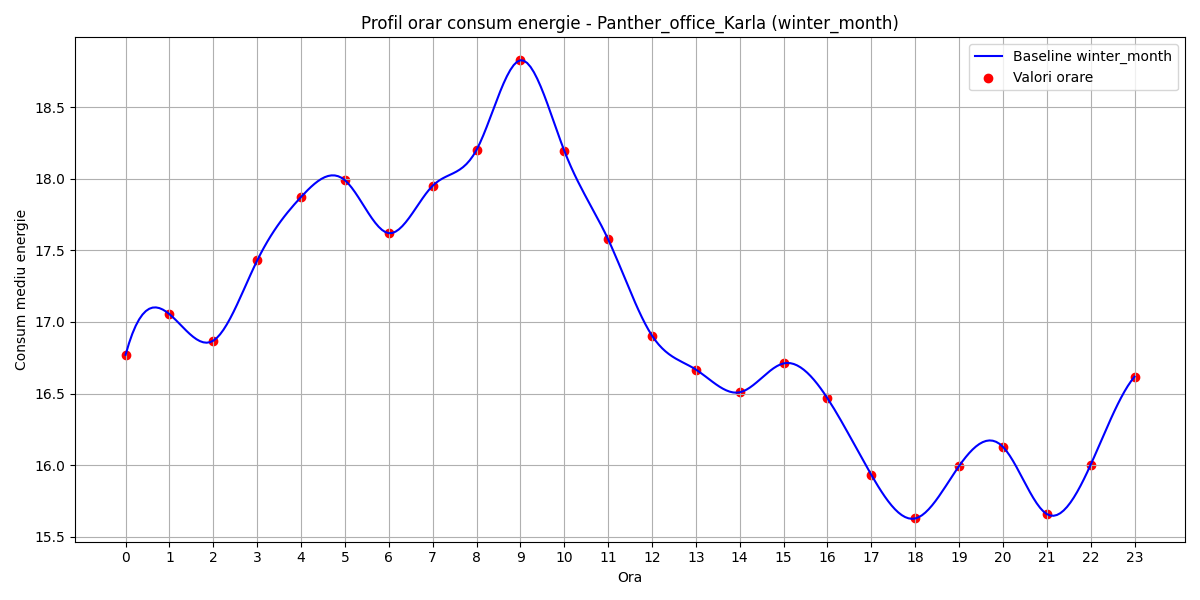 Profil orar consum energie - Panther_office_Karla (winter_month)
Baseline winter_month
Valori orare
Consum mediu energie
18.5
18.0
17.5
17.0
16.5
16.0
15.5
0 1 2 3 4 5 6 7 8 9 10 11 12 13 14 15 16 17 18 19 20 21 22 23
Ora